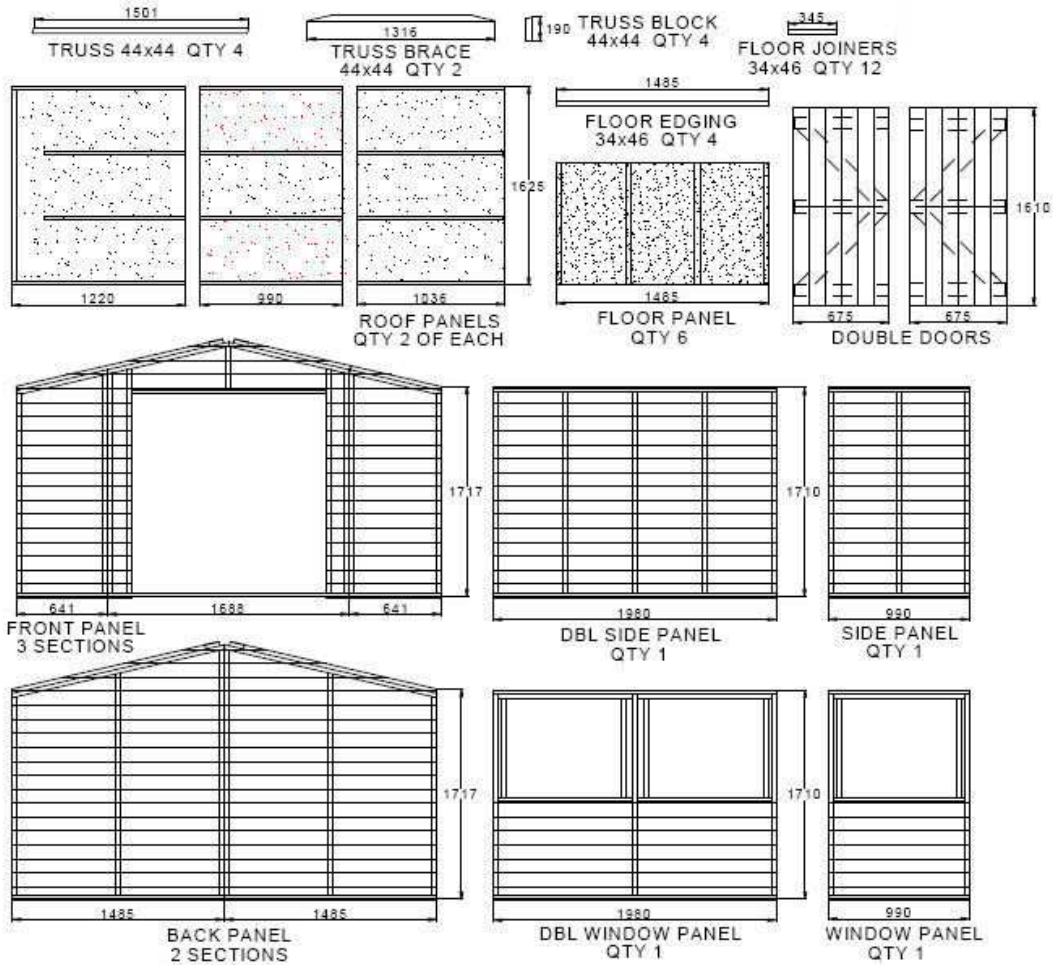 1501
TRUSS 44x44 QTY 4
1316
TRUSS BRACE
44x44 QTY 2
190
TRUSS BLOCK
44x44 QTY 4
345
FLOOR JOINERS
34x46 QTY 12
1220
990
1036
1625
ROOF PANELS
QTY 2 OF EACH
1485
FLOOR EDGING
34x46 QTY 4
1485
FLOOR PANEL
QTY 6
675
675
1610
DOUBLE DOORS
1717
641
1688
641
FRONT PANEL
3 SECTIONS
1710
1980
DBL SIDE PANEL
QTY 1
990
SIDE PANEL
QTY 1
1717
1485
1485
BACK PANEL
2 SECTIONS
1710
1980
DBL WINDOW PANEL
QTY 1
990
WINDOW PANEL
QTY 1